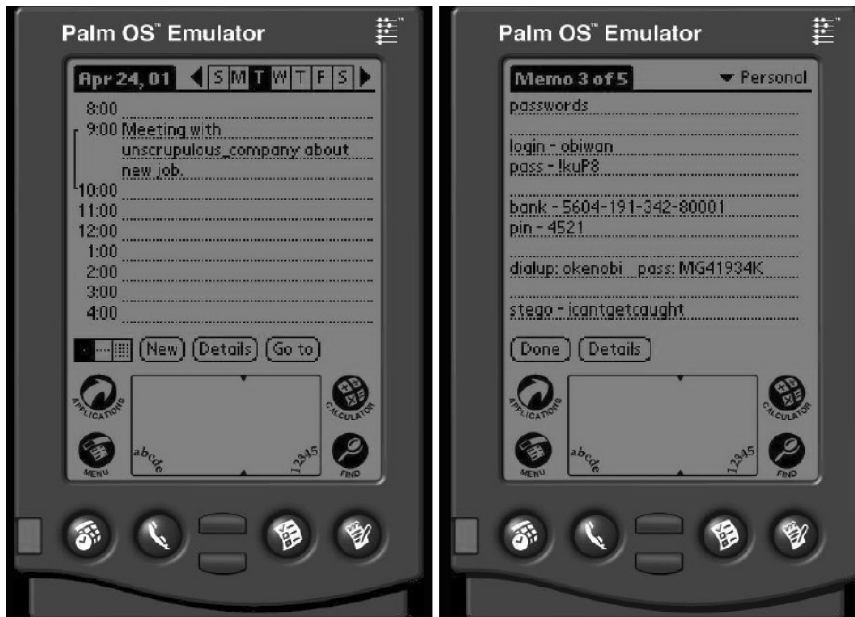 Palm OS™ Emulator
Apr 24, 01
S M T W T F S
8:00
9:00 Meeting with
unscrupulous_company about
new job.
10:00
11:00
12:00
1:00
2:00
3:00
4:00
New Details Go to
APPLICATIONS
CALCULATOR
MENU
abcde
12345
FIND
Palm OS™ Emulator
Memo 3 of 5
Personal
passwords
login - obiwan
pass - !kuP8
bank - 5604-191-342-80001
pin - 4521
dialup: okenobi pass: MG41934K
stego - icantgetcaught
Done Details
APPLICATIONS
CALCULATOR
MENU
abcde
12345
FIND